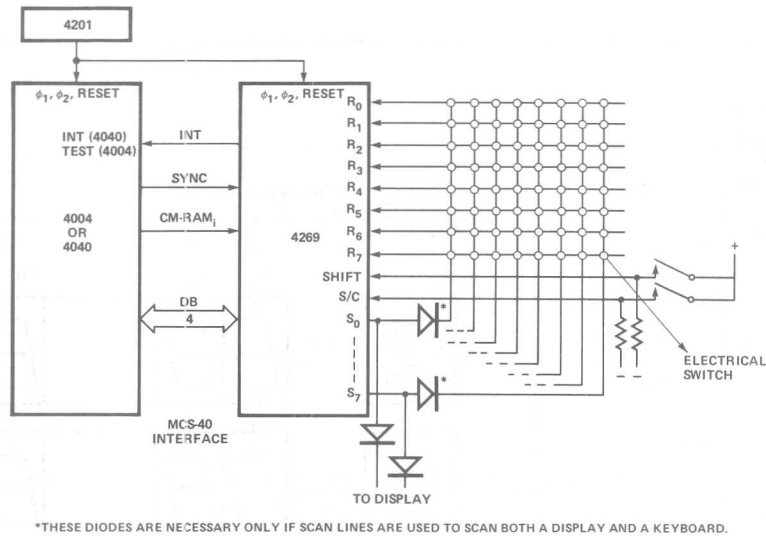 4201
ϕ1, ϕ2, RESET
INT (4040)
TEST (4004)
4004
OR
4040
INT
SYNC
CM-RAMi
DB
4
MCS-40
INTERFACE
ϕ1, ϕ2, RESET
4269
R0
R1
R2
R3
R4
R5
R6
R7
SHIFT
S/C
S0
S7
*
*
+
ELECTRICAL
SWITCH
TO DISPLAY
*THESE DIODES ARE NECESSARY ONLY IF SCAN LINES ARE USED TO SCAN BOTH A DISPLAY AND A KEYBOARD.